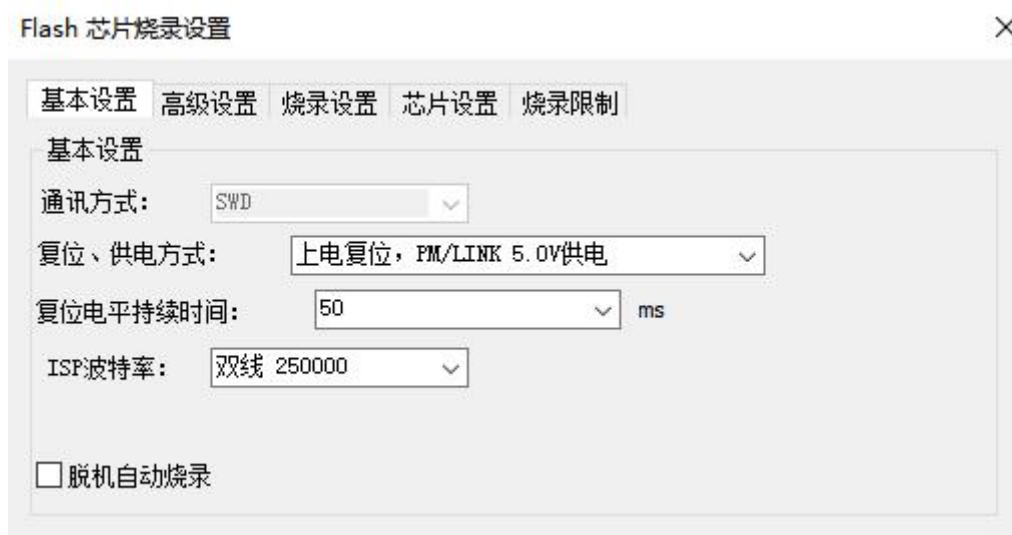 Flash 芯片烧录设置
基本设置 高级设置 烧录设置 芯片设置 烧录限制
基本设置
通讯方式： SWD
复位、供电方式： 上电复位，PM/LINK 5.0V供电
复位电平持续时间： 50 ms
ISP波特率： 双线 250000
脱机自动烧录